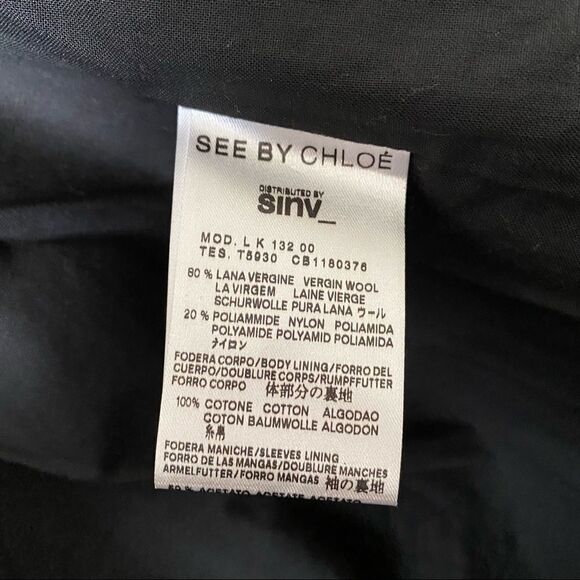 SEE BY CHLOÉ
DISTRIBUTED BY
sinv_
MOD. L K 132 00
TES. T5930 CB1180376
80 % LANA VERGINE VERGIN WOOL
LA VIRGEM LAINE VIERGE
SCHURWOLLE PURA LANA ウール
20 % POLIAMMIDE NYLON POLIAMIDA
POLYAMIDE POLYAMID POLIAMIDA
ナイロン
FODERA CORPO/BODY LINING/FORRO DEL
CUERPO/DOUBLURE CORPS/RUMPFFUTTER
FORRO CORPO 体部分の裏地
100% COTONE COTTON ALGODAO
COTON BAUMWOLLE ALGODON
糸帛
FODERA MANICHE/SLEEVES LINING
FORRO DE LAS MANGAS/DOUBLURE MANCHES
ARMELFUTTER/FORRO MANGAS 袖の裏地
ACETATO ACETATE